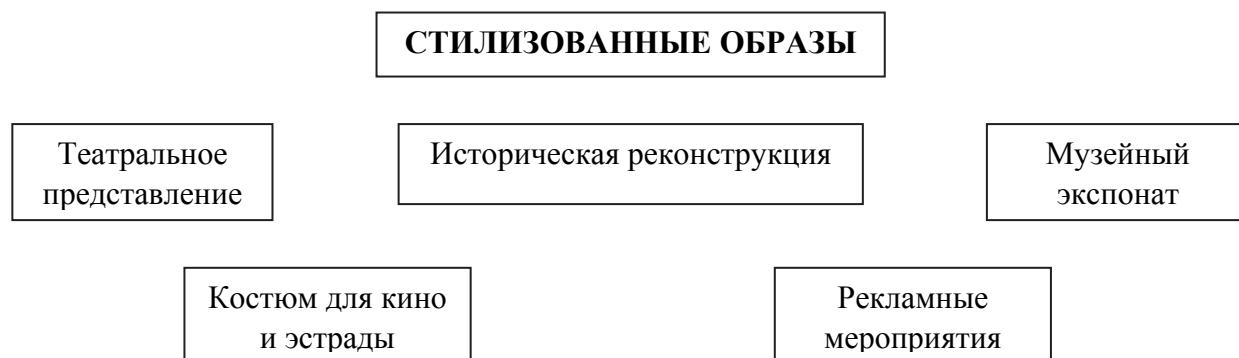 СТИЛИЗОВАННЫЕ ОБРАЗЫ
Театральное
представление
Историческая реконструкция
Музейный
экспонат
Костюм для кино
и эстрады
Рекламные
мероприятия